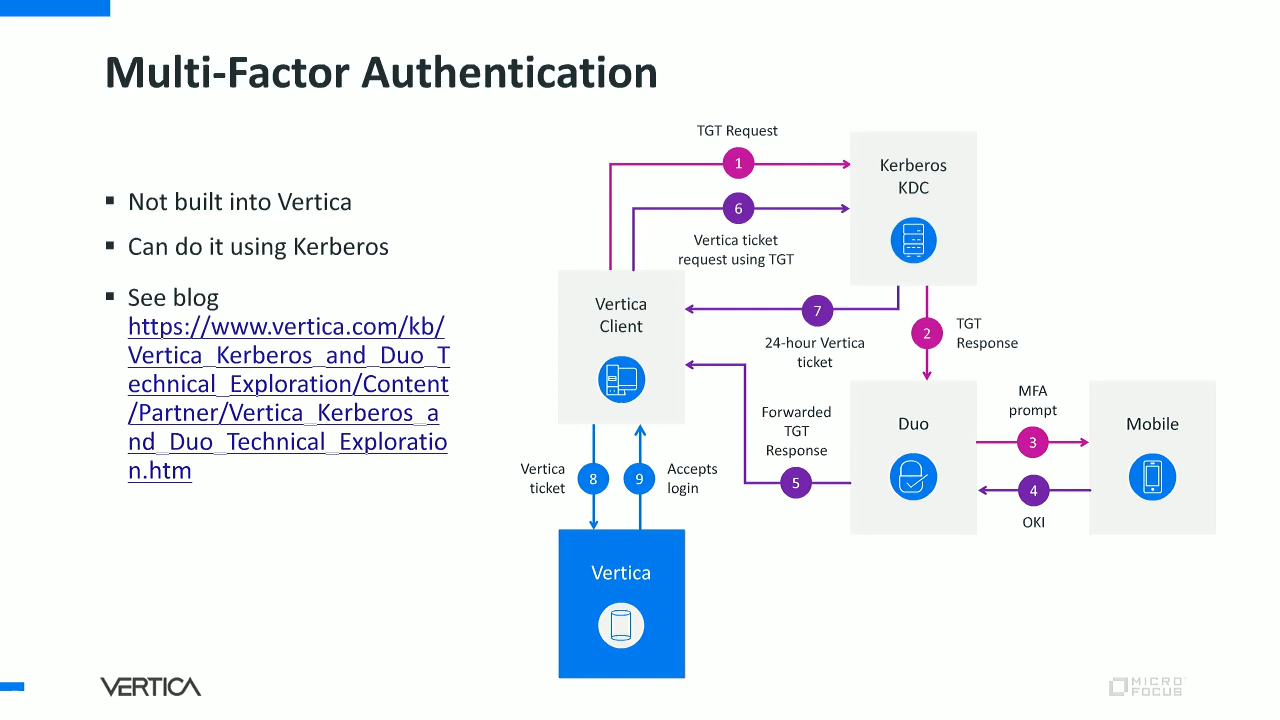 Multi-Factor Authentication
▪ Not built into Vertica
▪ Can do it using Kerberos
▪ See blog
https://www.vertica.com/kb/
Vertica_Kerberos_and_Duo_T
echnical_Exploration/Content
/Partner/Vertica_Kerberos_a
nd_Duo_Technical_Exploratio
n.htm
TGT Request
1
6
Vertica ticket
request using TGT
Kerberos
KDC
Vertica
Client
7
24-hour Vertica
ticket
2
TGT
Response
Forwarded
TGT
Response
5
Duo
MFA
prompt
3
4
OKI
Mobile
Vertica
ticket
8
9
Accepts
login
Vertica
VERTICA
MICRO
FOCUS